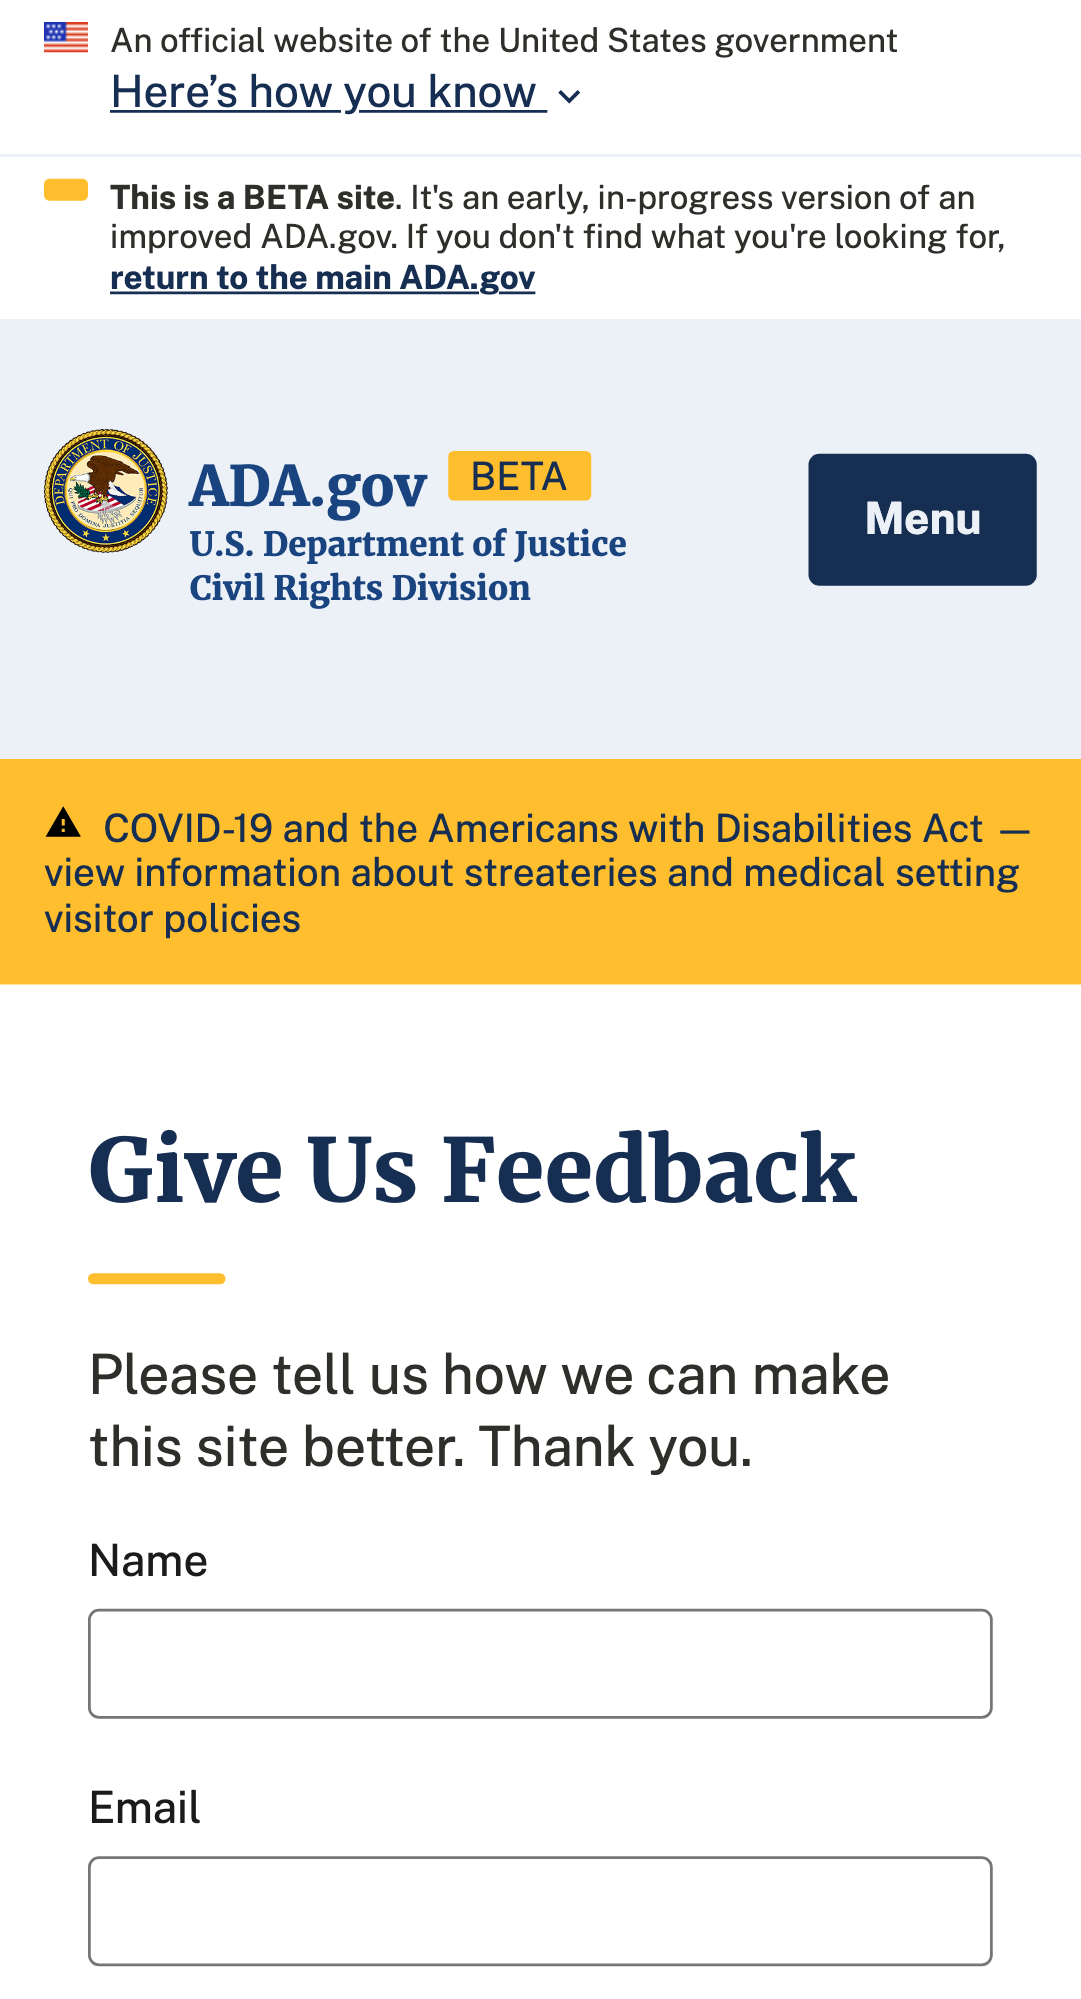 An official website of the United States government
Here’s how you know
This is a BETA site. It's an early, in-progress version of an
improved ADA.gov. If you don't find what you're looking for,
return to the main ADA.gov
DEPARTMENT OF JUSTICE
ADA.gov BETA
U.S. Department of Justice
Civil Rights Division
Menu
COVID-19 and the Americans with Disabilities Act —
view information about streateries and medical setting
visitor policies
Give Us Feedback
Please tell us how we can make
this site better. Thank you.
Name
Email